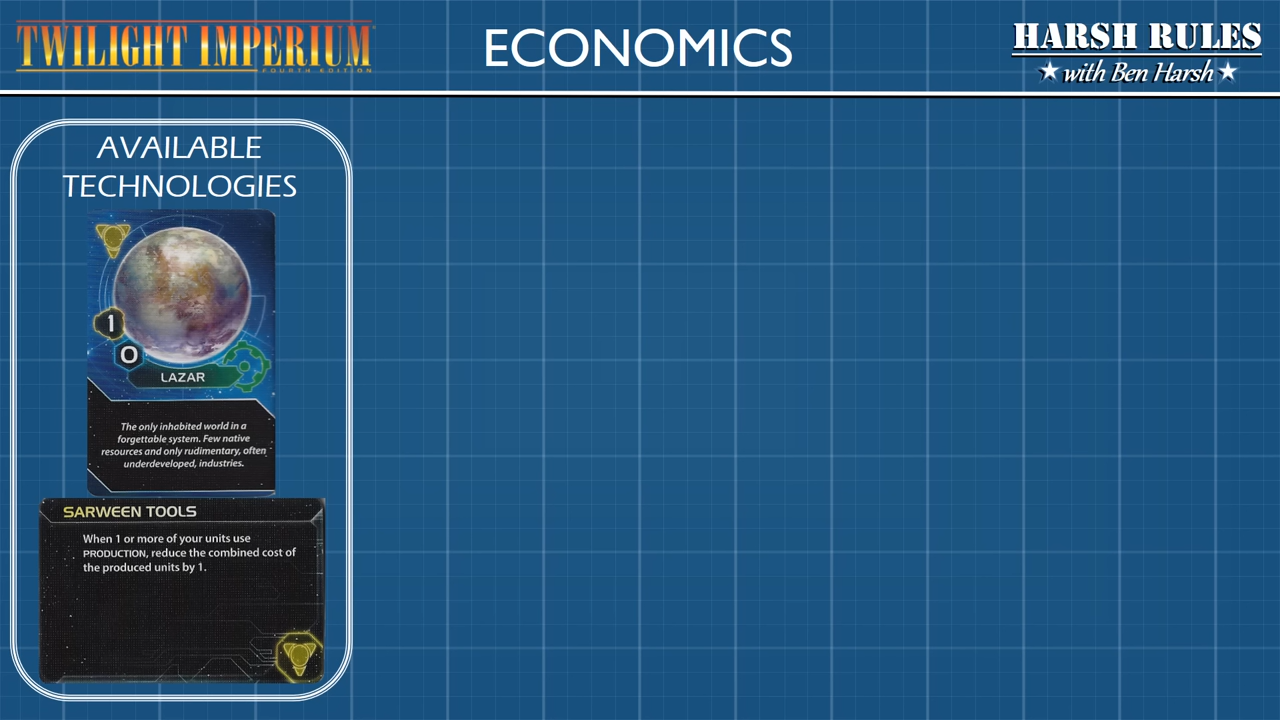 TWILIGHT IMPERIUM
FOURTH EDITION
ECONOMICS
HARSH RULES
with Ben Harsh
AVAILABLE
TECHNOLOGIES
1
0
LAZAR
The only inhabited world in a
forgettable system. Few native
resources and only rudimentary, often
underdeveloped, industries.
SARWEEN TOOLS
When 1 or more of your units use
PRODUCTION, reduce the combined cost of
the produced units by 1.